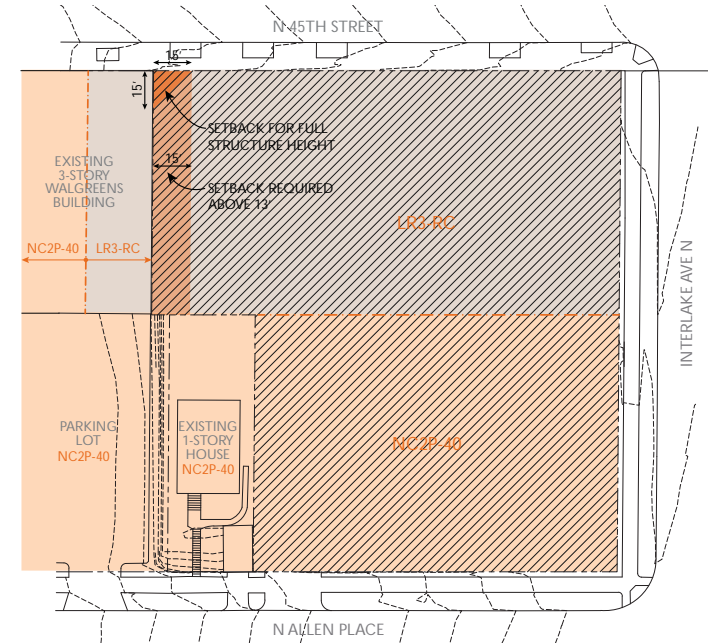 N 45TH STREET
15'
15'
SETBACK FOR FULL
STRUCTURE HEIGHT
15'
SETBACK REQUIRED
ABOVE 13'
EXISTING
3-STORY
WALGREENS
BUILDING
LR3-RC
NC2P-40
LR3-RC
INTERLAKE AVE N
PARKING
LOT
NC2P-40
EXISTING
1-STORY
HOUSE
NC2P-40
NC2P-40
N ALLEN PLACE